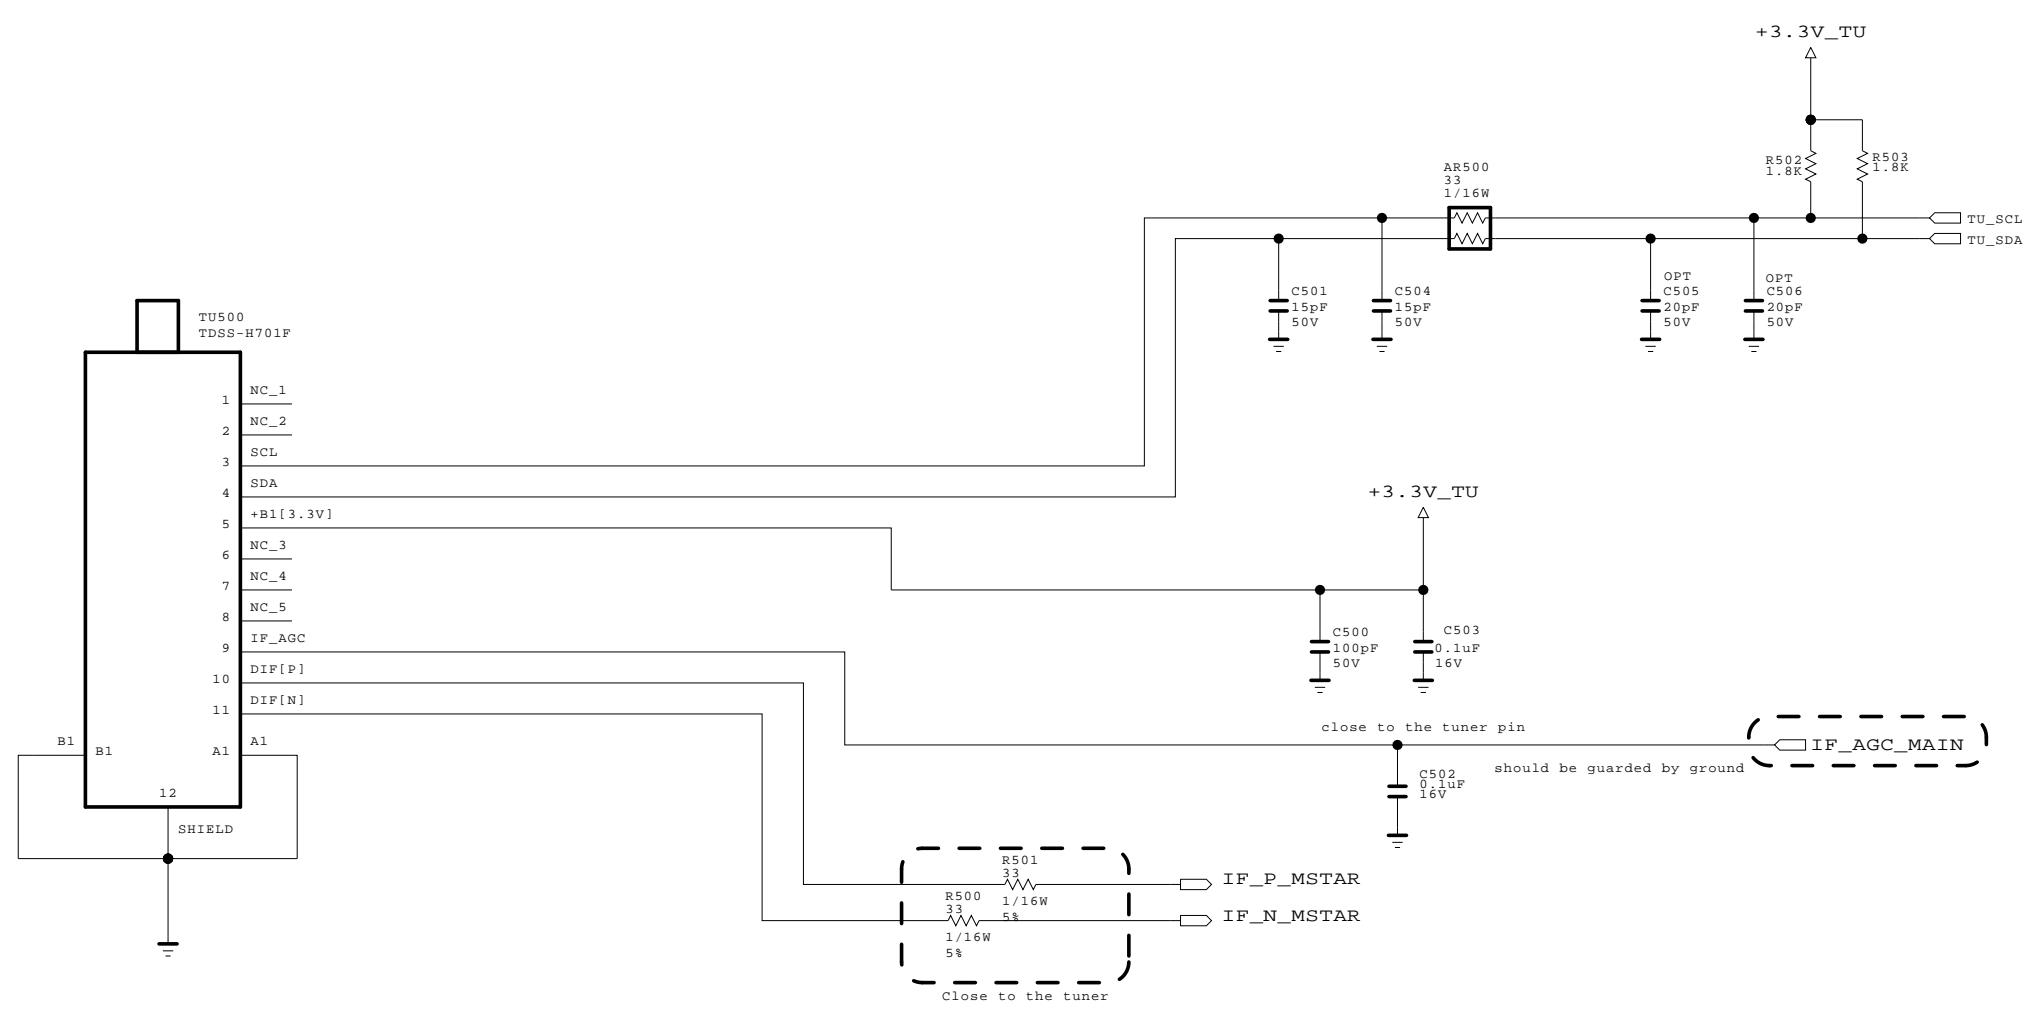 +3.3V_TU
R502
1.8K
R503
1.8K
AR500
33
1/16W
TU_SCL
TU_SDA
C501
15pF
50V
C504
15pF
50V
OPT
C505
20pF
50V
OPT
C506
20pF
50V
TU500
TDSS-H701F
1
NC_1
2
NC_2
3
SCL
4
SDA
5
+B1[3.3V]
6
NC_3
7
NC_4
8
NC_5
9
IF_AGC
10
DIF[P]
11
DIF[N]
B1
B1
A1
A1
12
SHIELD
+3.3V_TU
C500
100pF
50V
C503
0.1uF
16V
close to the tuner pin
IF_AGC_MAIN
should be guarded by ground
C502
0.1uF
16V
R501
33
1/16W
5%
IF_P_MSTAR
R500
33
1/16W
5%
IF_N_MSTAR
Close to the tuner